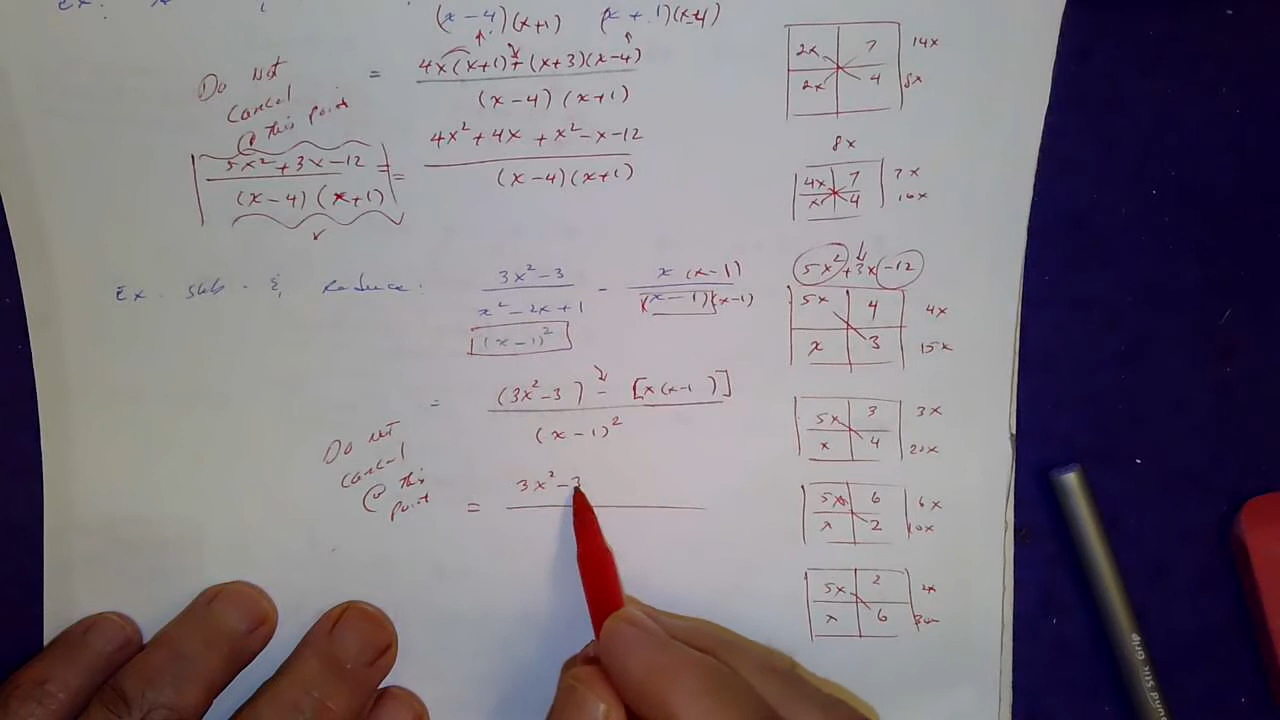 Ex.
(x-4)(x+1) (x+1)(x-4)
= 4x(x+1)+(x+3)(x-4)
(x-4)(x+1)
Do Not
cancel
@ this point
= 4x²+4x+x²-x-12
(x-4)(x+1)
5x²+3x-12
(x-4)(x+1)
Ex. sub. & Reduce.
3x²-3 - x(x-1)
x²-2x+1 (x-1)(x-1)
(x-1)²
= (3x²-3) - [x(x-1)]
(x-1)²
Do Not
cancel
@ this
point
= 3x²-3
2x 7 14x
2x 4 8x
8x
4x 7 7x
x 4 16x
5x²+3x-12
5x 4 4x
x 3 15x
5x 3 3x
x 4 20x
5x 6 6x
x 2 10x
5x 2 2x
x 6
Grip